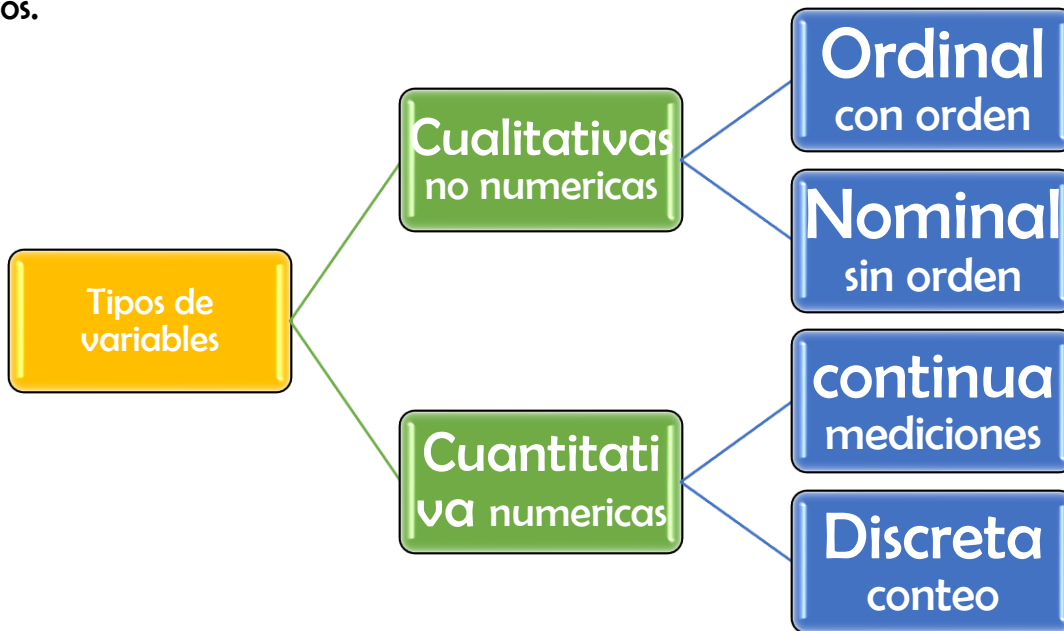 os.
Tipos de
variables
Cualitativas
no numericas
Cuantitati
va numericas
Ordinal
con orden
Nominal
sin orden
continua
mediciones
Discreta
conteo